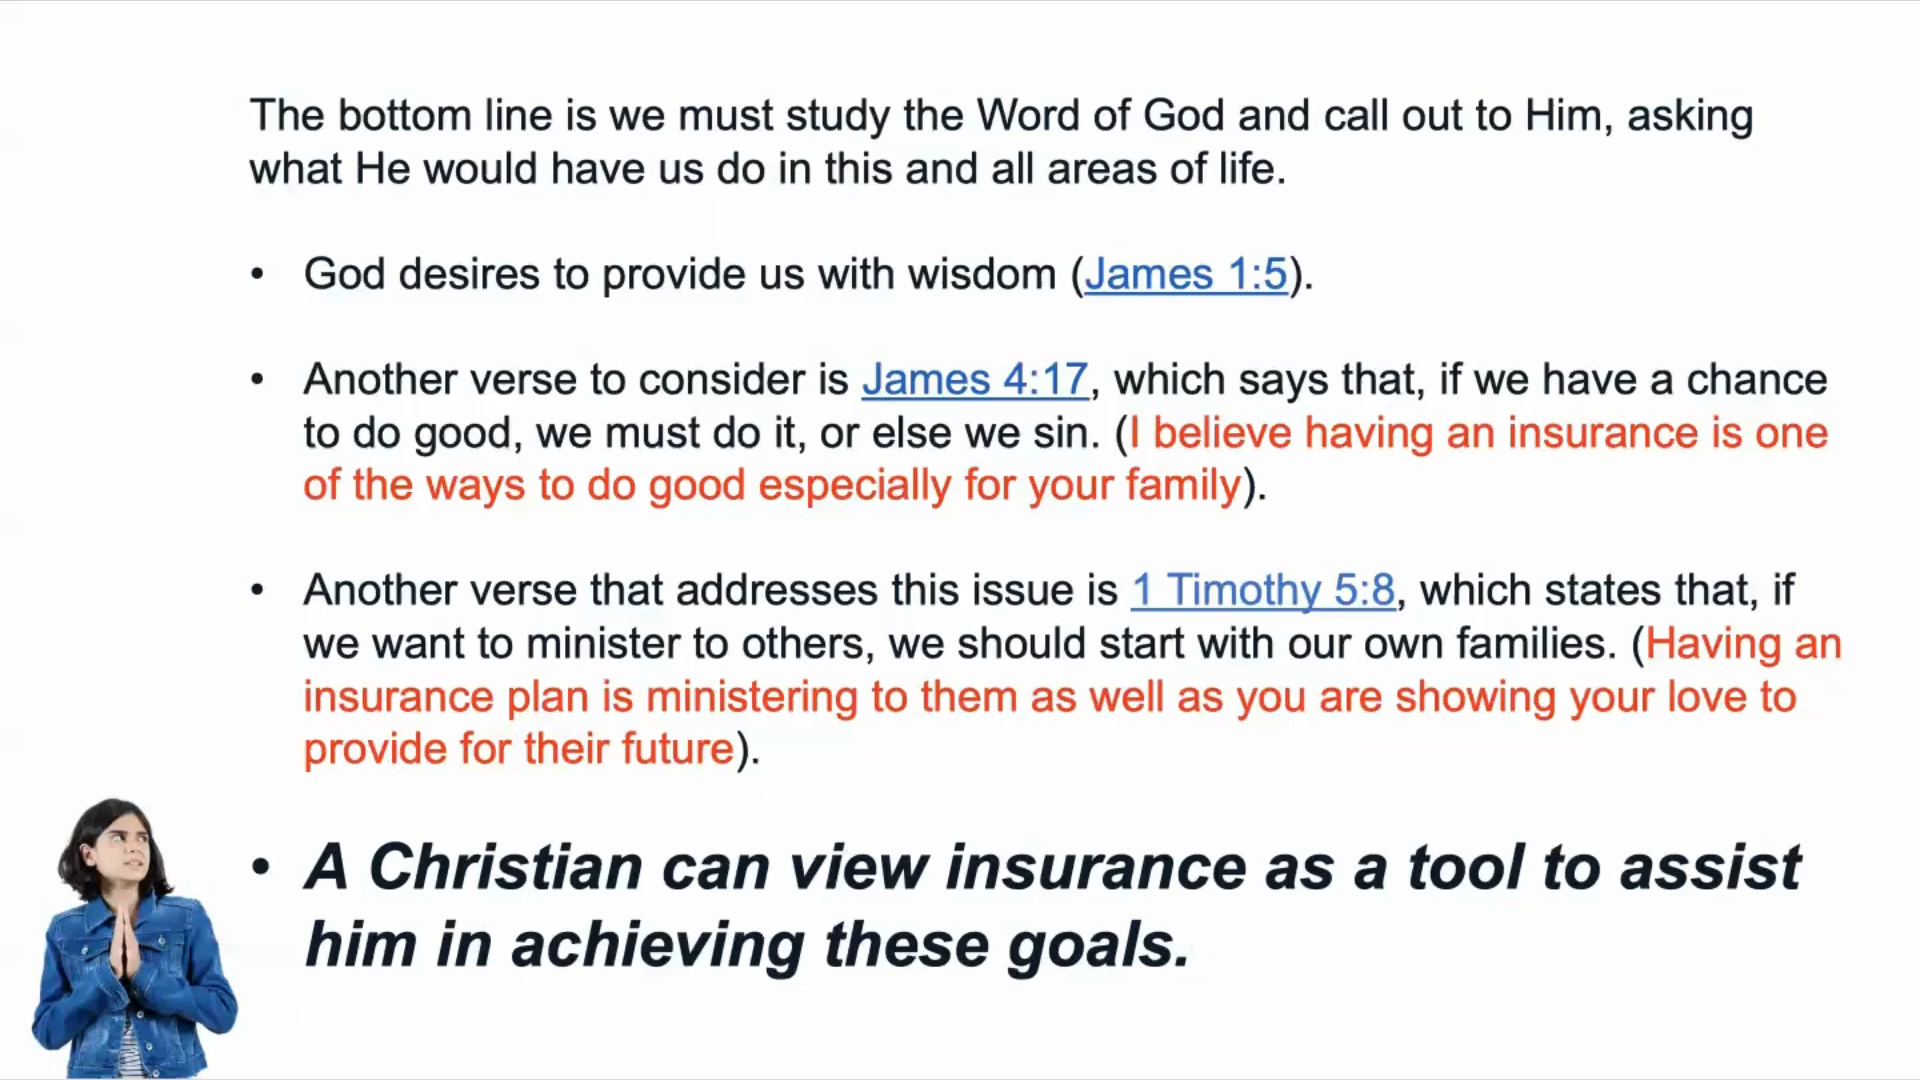 The bottom line is we must study the Word of God and call out to Him, asking
what He would have us do in this and all areas of life.
• God desires to provide us with wisdom (James 1:5).
• Another verse to consider is James 4:17, which says that, if we have a chance
to do good, we must do it, or else we sin. (I believe having an insurance is one
of the ways to do good especially for your family).
• Another verse that addresses this issue is 1 Timothy 5:8, which states that, if
we want to minister to others, we should start with our own families. (Having an
insurance plan is ministering to them as well as you are showing your love to
provide for their future).
• A Christian can view insurance as a tool to assist
him in achieving these goals.